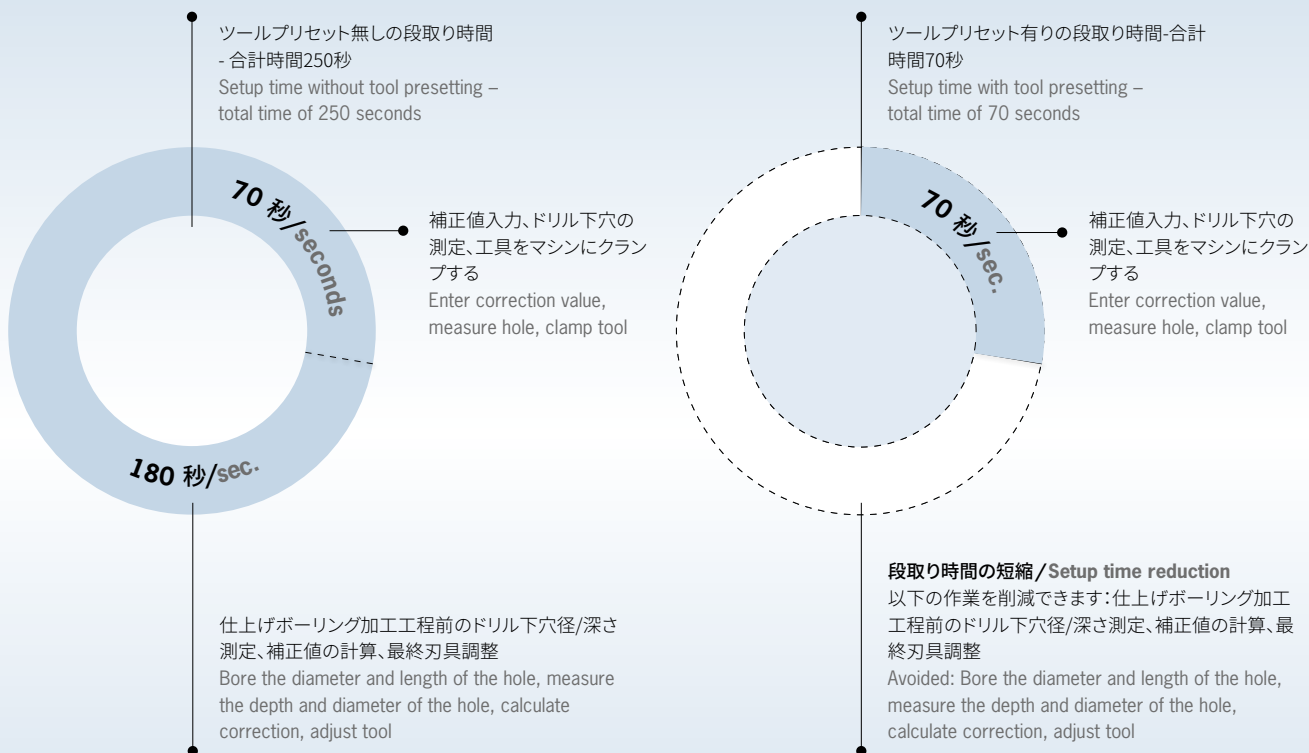 ツールプリセット無しの段取り時間
- 合計時間250秒
Setup time without tool presetting –
total time of 250 seconds
70 秒/seconds
補正値入力、ドリル下穴の
測定、工具をマシンにクラン
プする
Enter correction value,
measure hole, clamp tool
180 秒/sec.
仕上げボーリング加工工程前のドリル下穴径/深さ
測定、補正値の計算、最終刃具調整
Bore the diameter and length of the hole, measure
the depth and diameter of the hole, calculate
correction, adjust tool
ツールプリセット有りの段取り時間-合計
時間70秒
Setup time with tool presetting –
total time of 70 seconds
70 秒/sec.
補正値入力、ドリル下穴の
測定、工具をマシンにクラン
プする
Enter correction value,
measure hole, clamp tool
段取り時間の短縮/Setup time reduction
以下の作業を削減できます：仕上げボーリング加工
工程前のドリル下穴径/深さ測定、補正値の計算、最
終刃具調整
Avoided: Bore the diameter and length of the hole,
measure the depth and diameter of the hole,
calculate correction, adjust tool